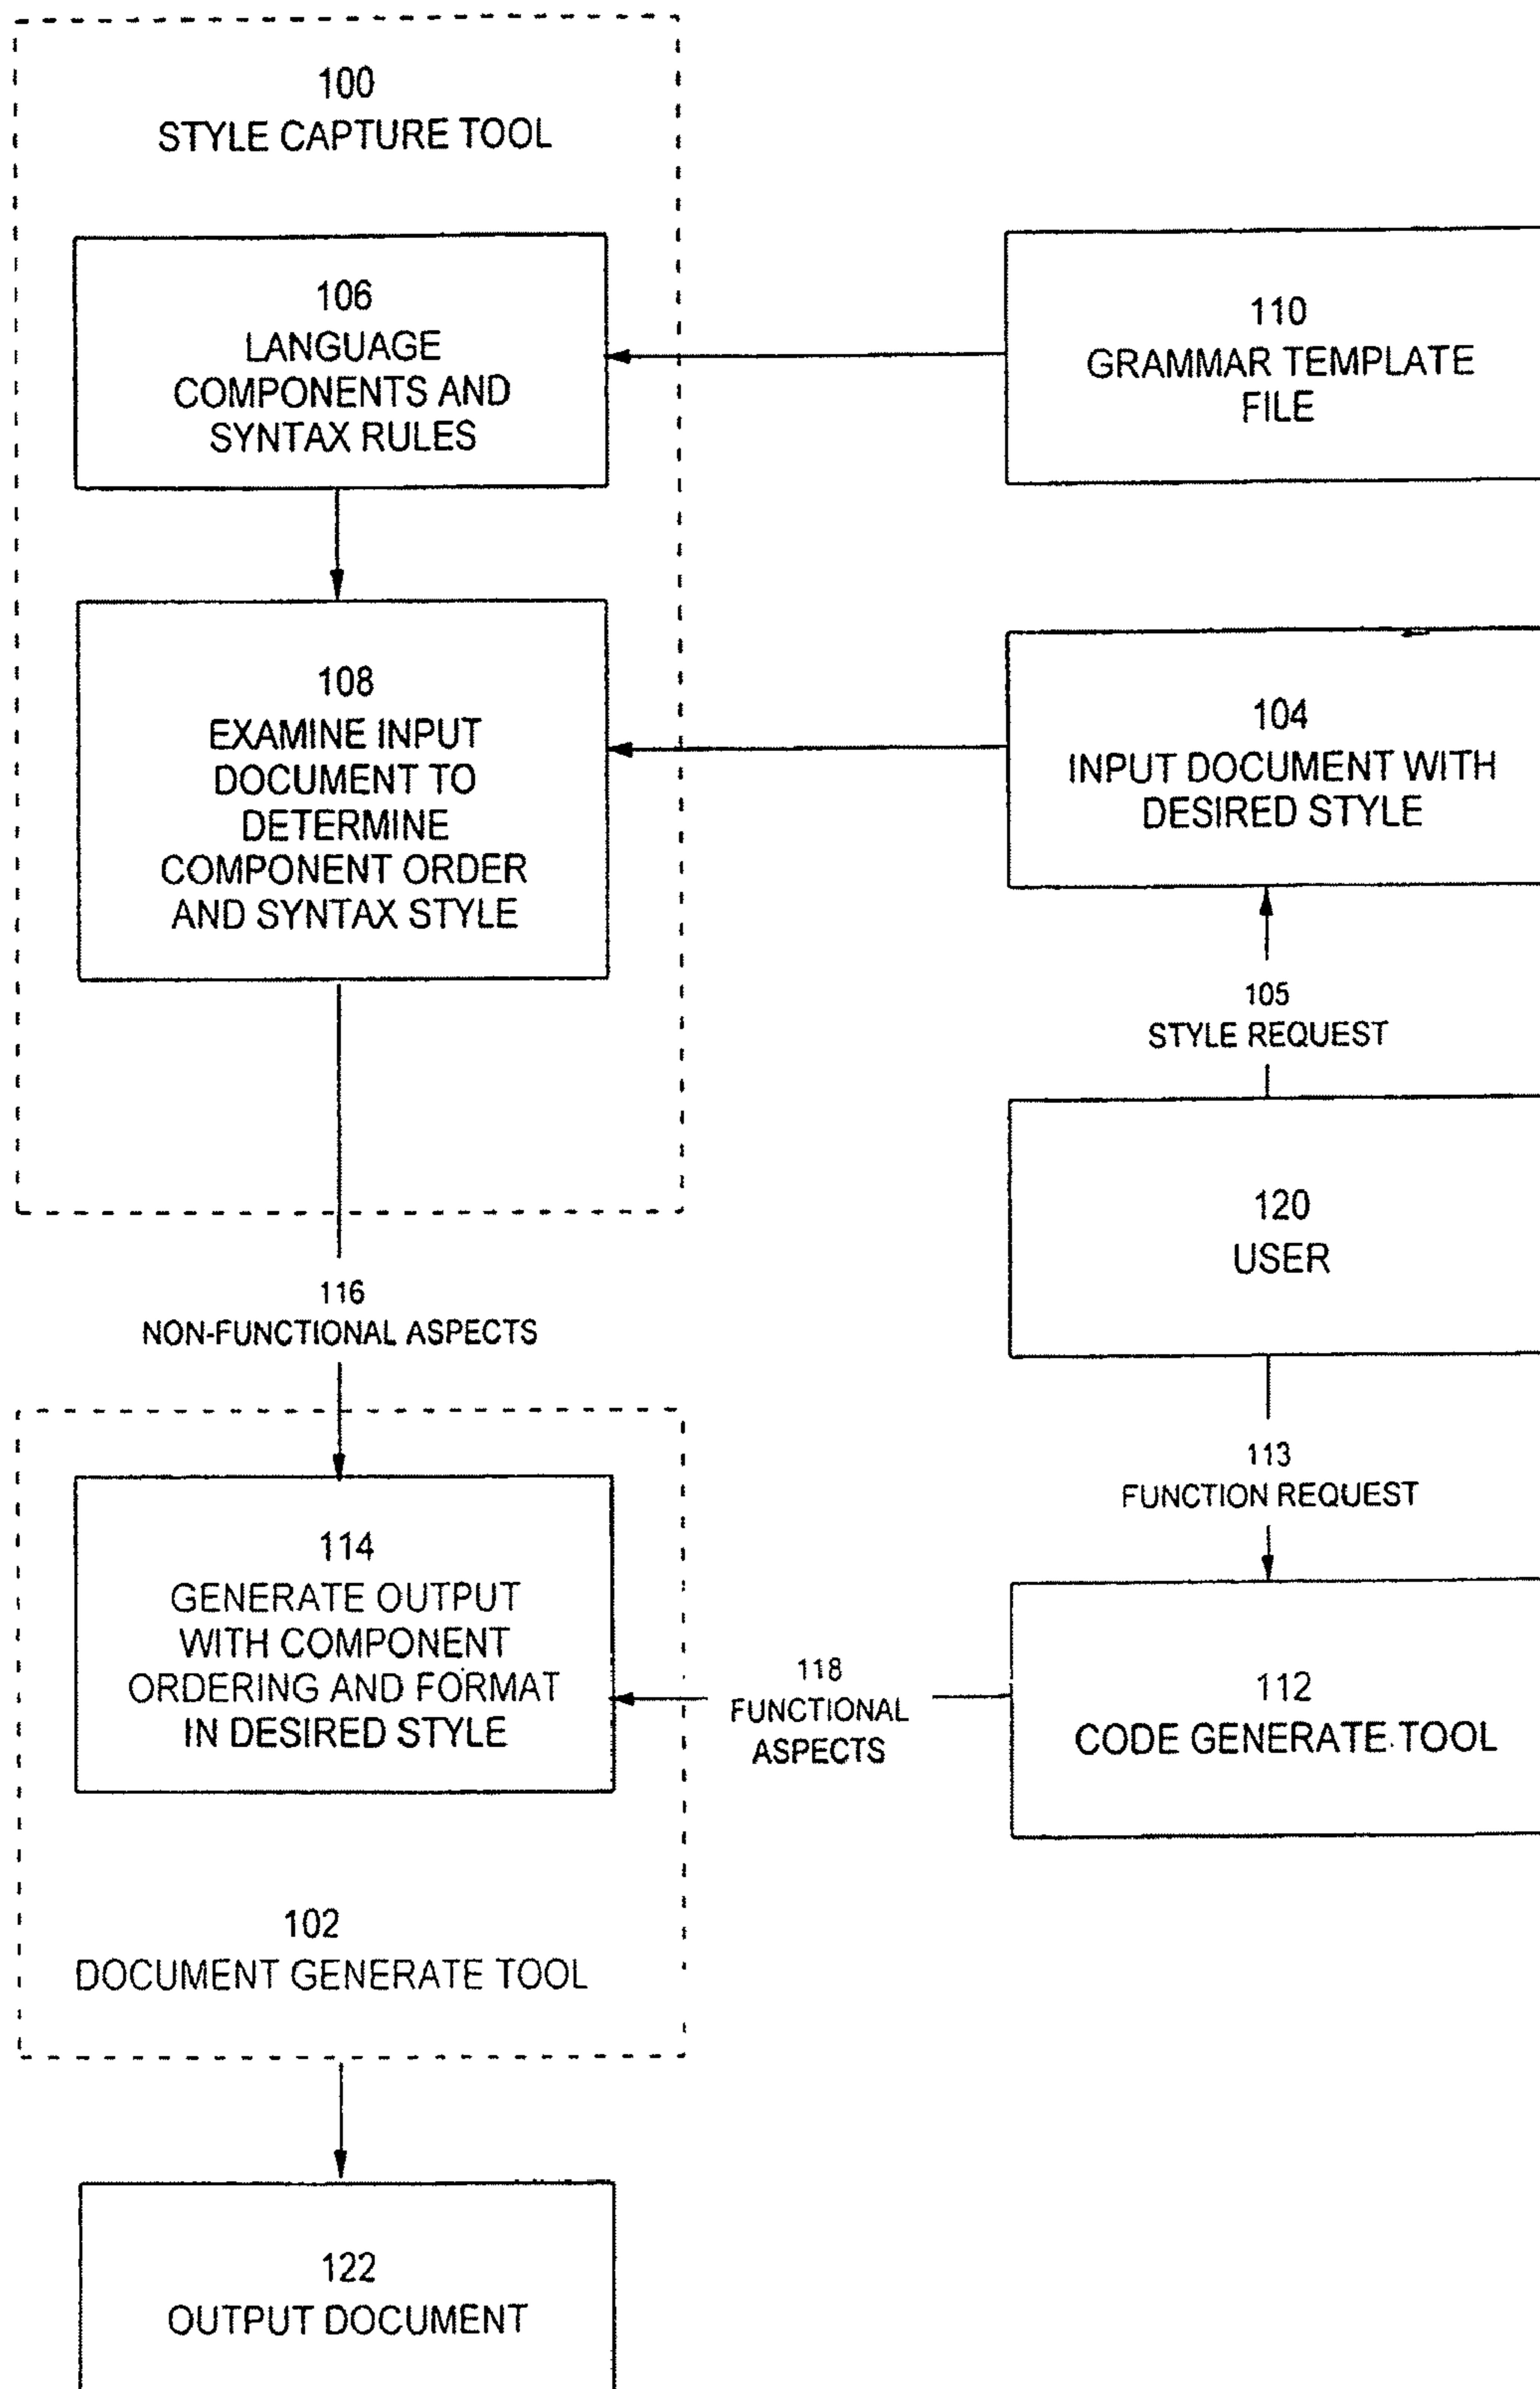 100
STYLE CAPTURE TOOL
106
LANGUAGE
COMPONENTS AND
SYNTAX RULES
110
GRAMMAR TEMPLATE
FILE
108
EXAMINE INPUT
DOCUMENT TO
DETERMINE
COMPONENT ORDER
AND SYNTAX STYLE
104
INPUT DOCUMENT WITH
DESIRED STYLE
105
STYLE REQUEST
120
USER
116
NON-FUNCTIONAL ASPECTS
113
FUNCTION REQUEST
114
GENERATE OUTPUT
WITH COMPONENT
ORDERING AND FORMAT
IN DESIRED STYLE
118
FUNCTIONAL
ASPECTS
112
CODE GENERATE TOOL
102
DOCUMENT GENERATE TOOL
122
OUTPUT DOCUMENT